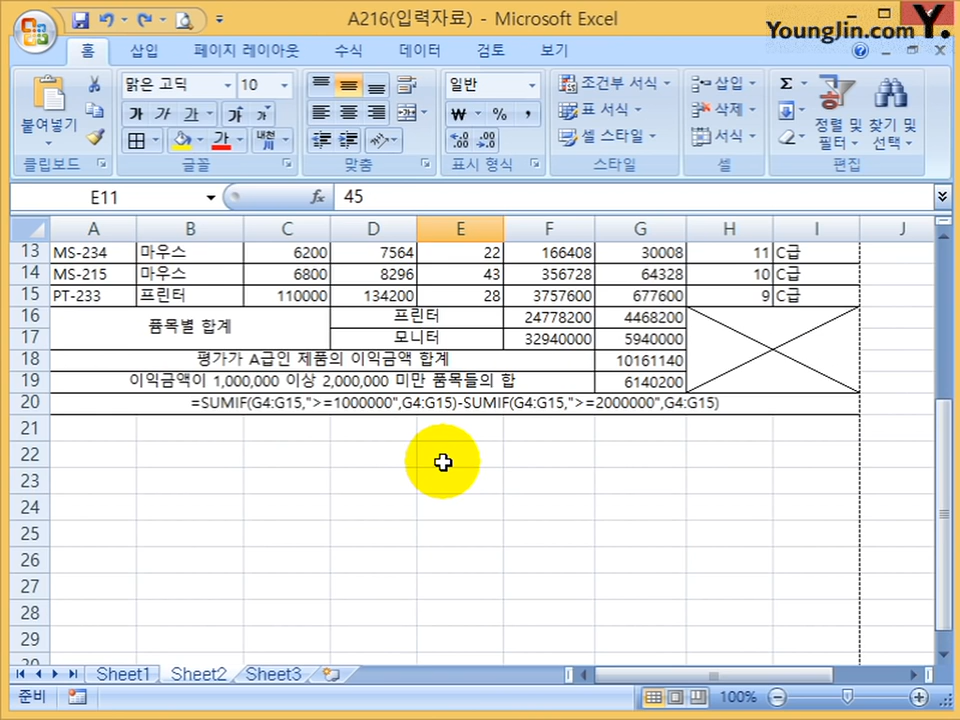 A216(입력자료) - Microsoft Excel
YoungJin.com Y.
홈 삽입 페이지 레이아웃 수식 데이터 검토 보기
맑은 고딕 10 일반 조건부 서식 삽입 Σ
붙여넣기 가 가 가 가 가 ₩ % , 표 서식 삭제 정렬 및 필터 찾기 및 선택
가 내천 .00 .00 셀 스타일 서식
클립보드 글꼴 맞춤 표시 형식 스타일 셀 편집
E11 fx 45
A B C D E F G H I J
13 MS-234 마우스 6200 7564 22 166408 30008 11 C급
14 MS-215 마우스 6800 8296 43 356728 64328 10 C급
15 PT-233 프린터 110000 134200 28 3757600 677600 9 C급
16 품목별 합계 프린터 24778200 4468200
17 모니터 32940000 5940000
18 평가가 A급인 제품의 이익금액 합계 10161140
19 이익금액이 1,000,000 이상 2,000,000 미만 품목들의 합 6140200
20 =SUMIF(G4:G15,">=1000000",G4:G15)-SUMIF(G4:G15,">=2000000",G4:G15)
21
22
23
24
25
26
27
28
29
Sheet1 Sheet2 Sheet3
준비 100%